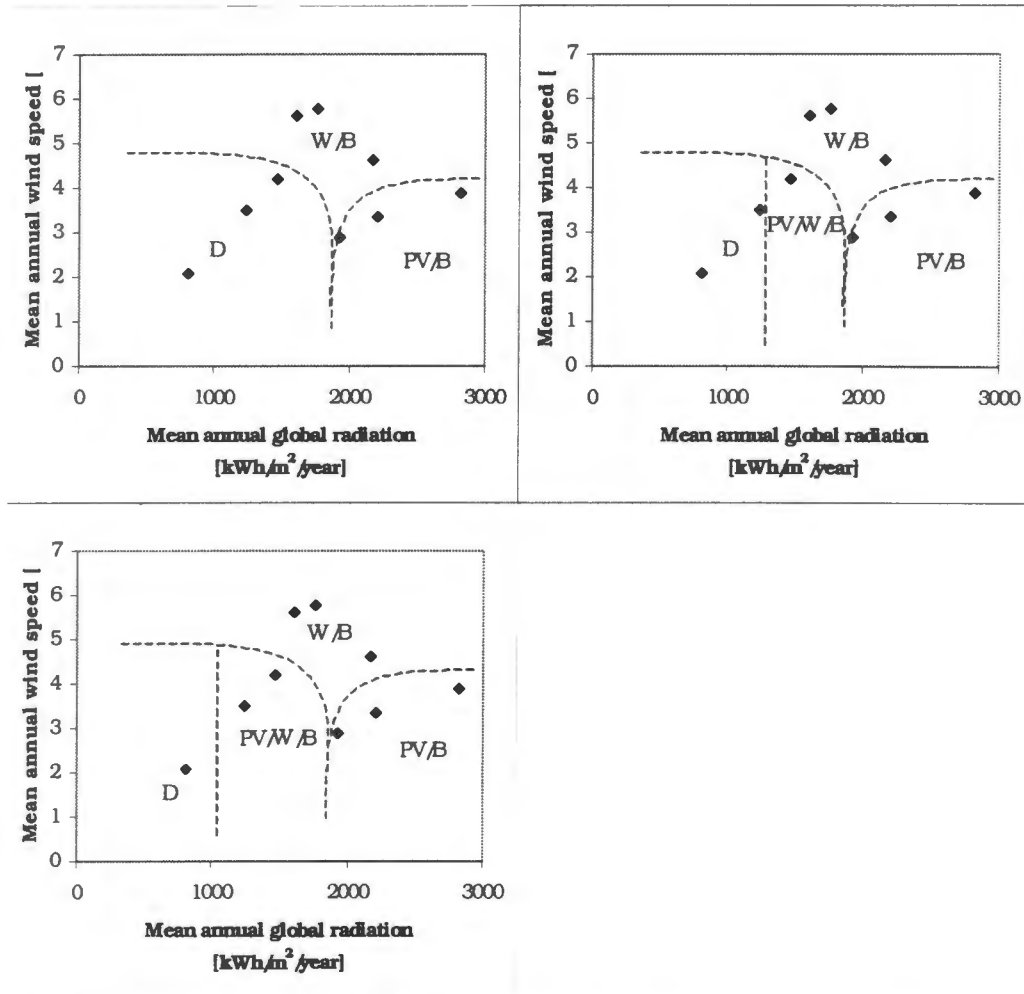 Mean annual wind speed [
7
6
5
4
3
2
1
0
W/B
D
PV/B
0 1000 2000 3000
Mean annual global radiation
[kWh/m²/year]
Mean annual wind speed [
7
6
5
4
3
2
1
0
W/B
PV/W/B
D
PV/B
0 1000 2000 3000
Mean annual global radiation
[kWh/m²/year]
Mean annual wind speed [
7
6
5
4
3
2
1
0
W/B
PV/W/B
PV/B
D
0 1000 2000 3000
Mean annual global radiation
[kWh/m²/year]